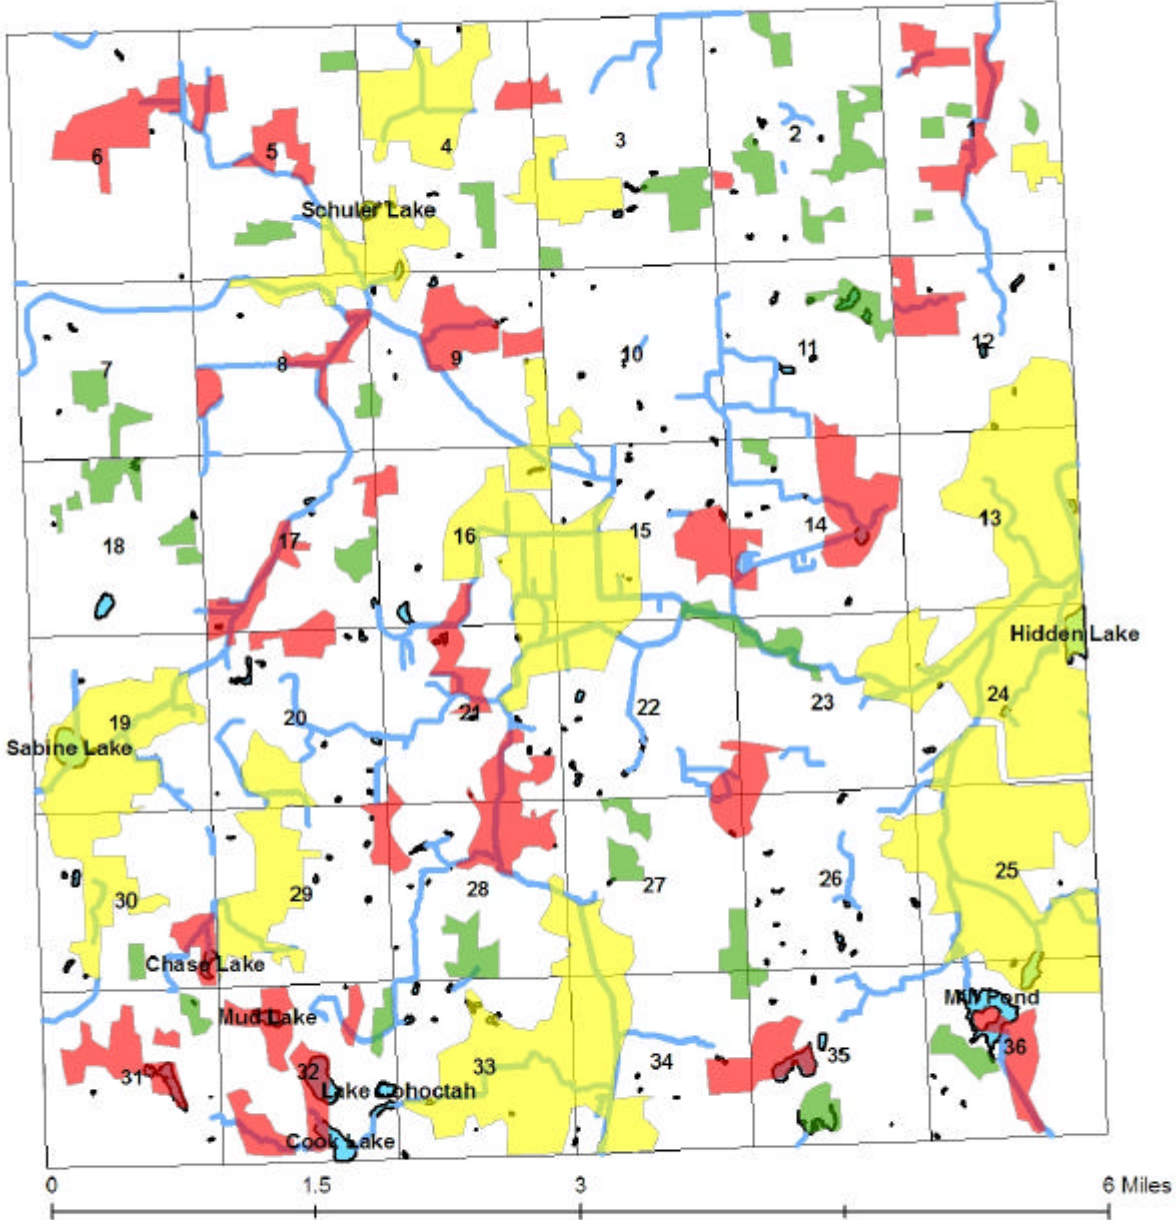 6 5 4 3 2 1
Schuler Lake
7 8 9 10 11 12
18 17 16 15 14 13
Hidden Lake
19 20 21 22 23 24
Sabine Lake
30 29 28 27 26 25
Chase Lake
Mud Lake
Mill Pond
31 32 33 34 35 36
Lake Cohoctah
Cook Lake
0 1.5 3 6 Miles